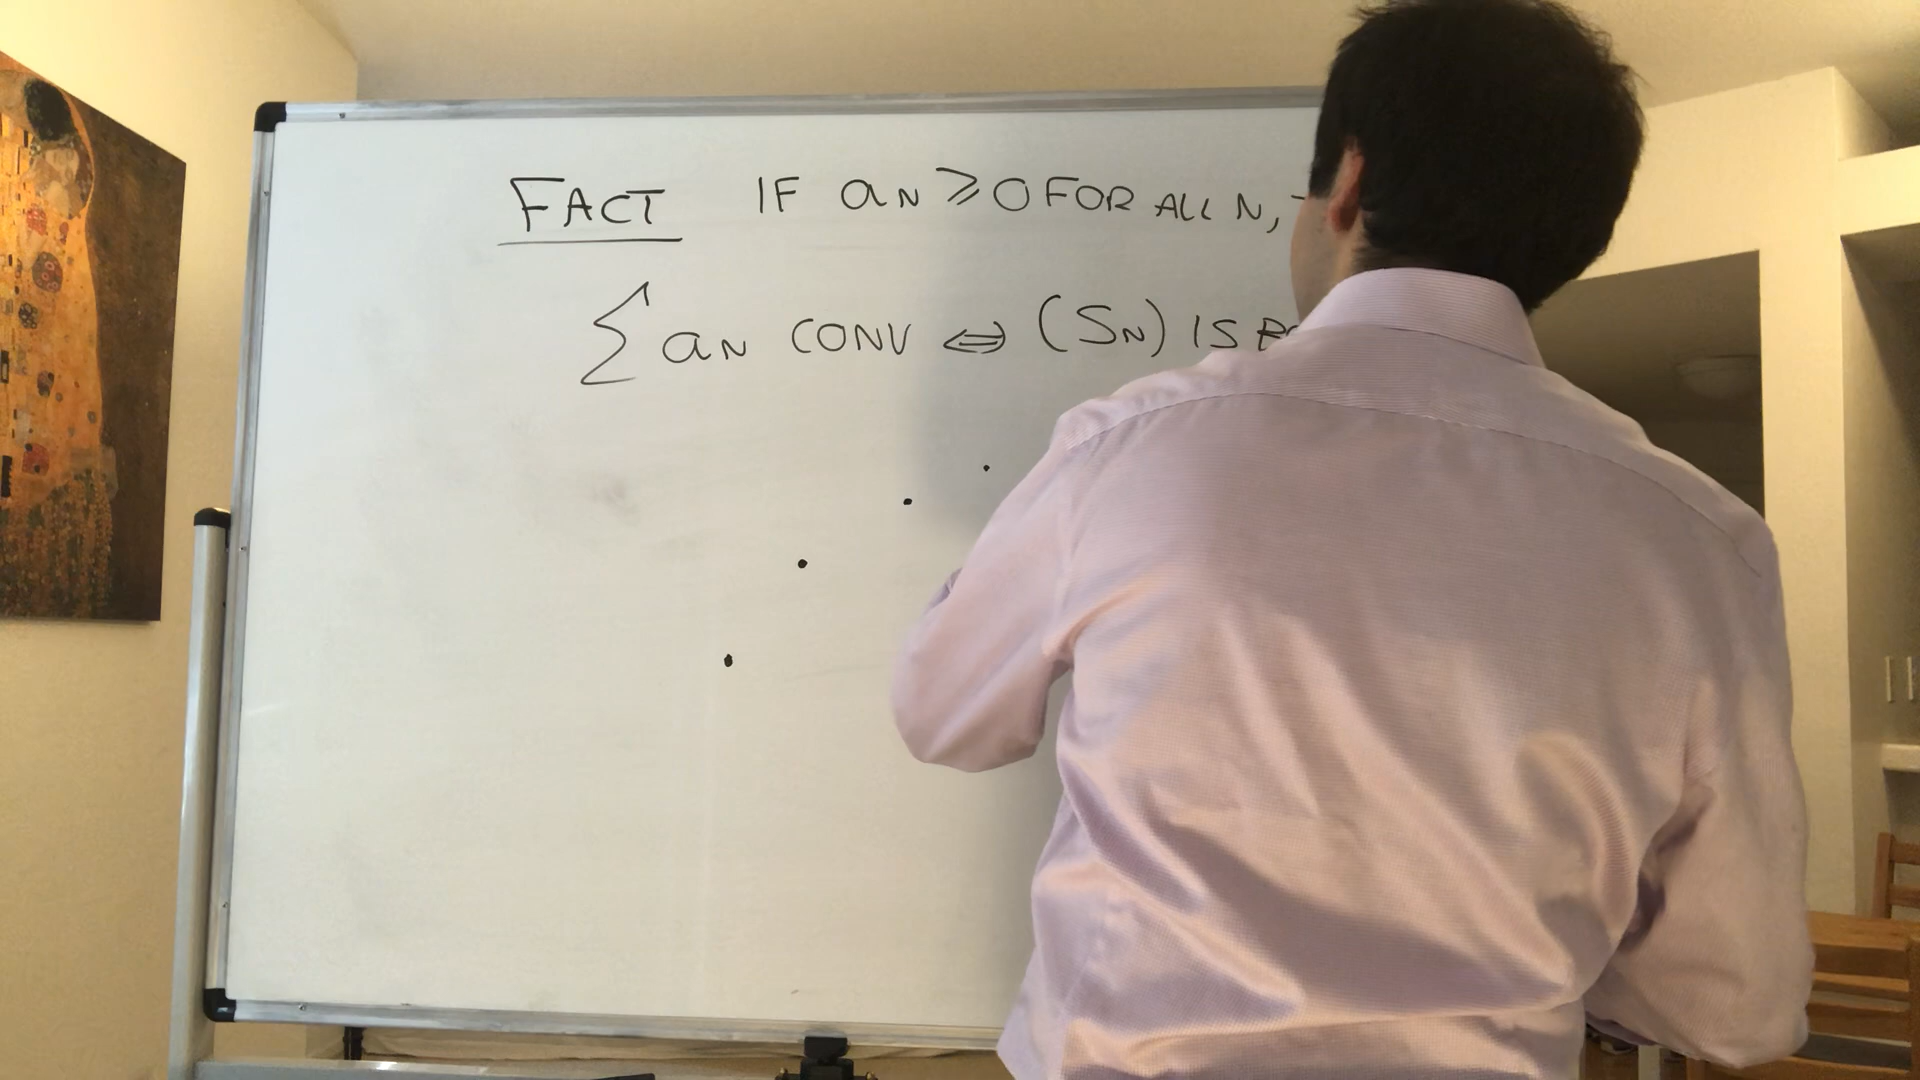 FACT IF an ≥ 0 FOR ALL N,
∑ an CONV ⇔ (SN) IS